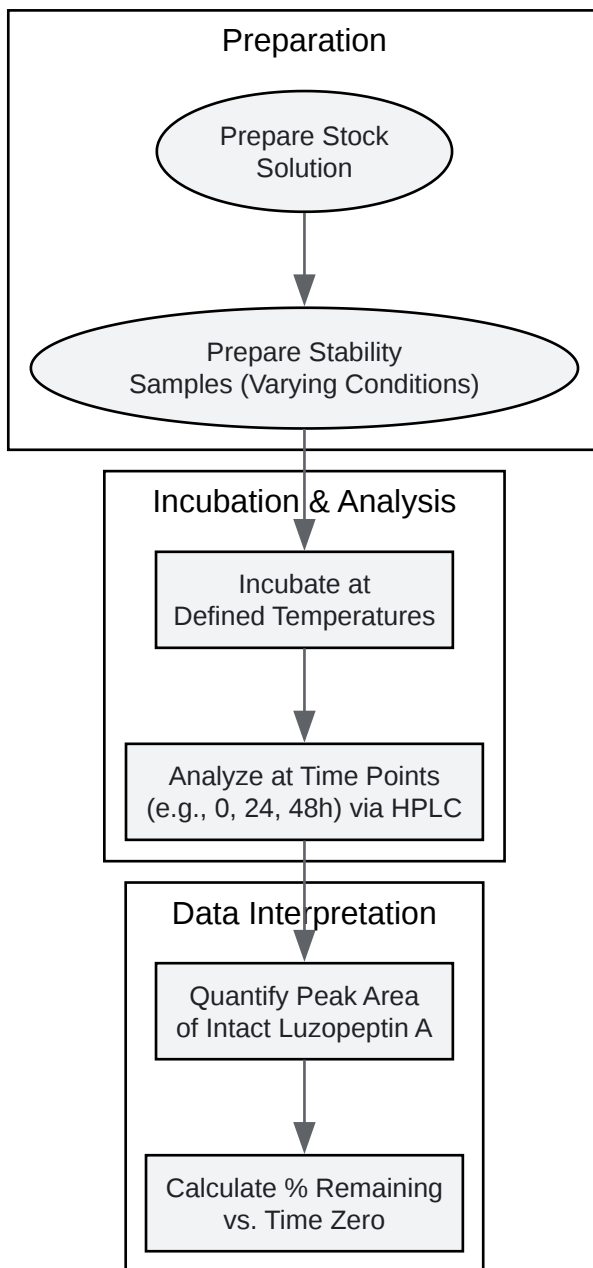 Preparation
Prepare Stock
Solution
Prepare Stability
Samples (Varying Conditions)
Incubation & Analysis
Incubate at
Defined Temperatures
Analyze at Time Points
(e.g., 0, 24, 48h) via HPLC
Data Interpretation
Quantify Peak Area
of Intact Luzopeptin A
Calculate % Remaining
vs. Time Zero